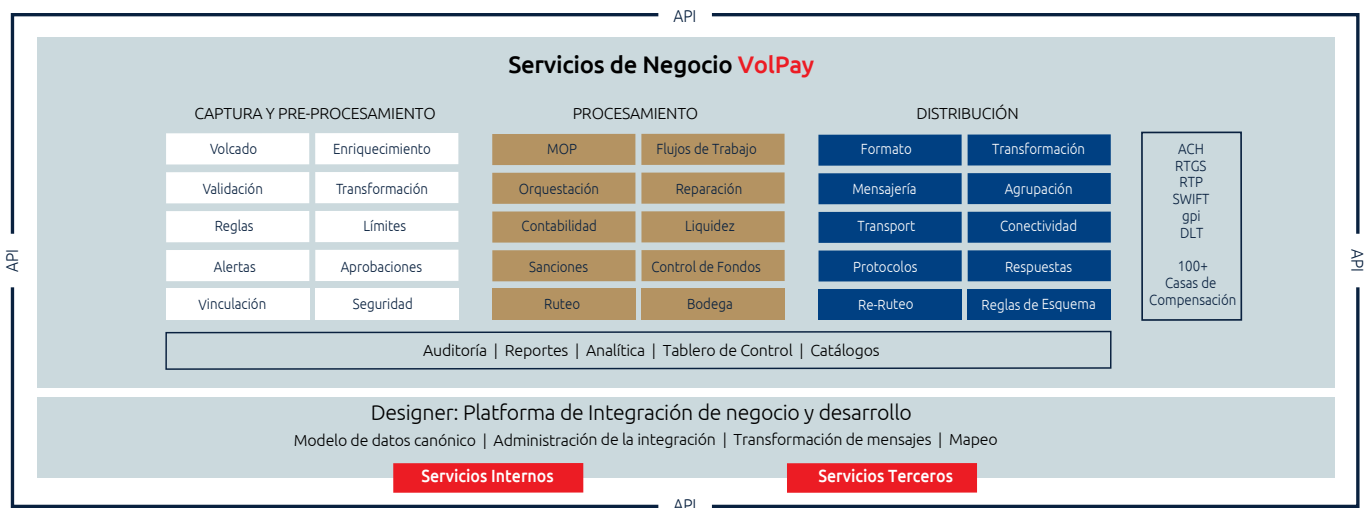 API
Servicios de Negocio VolPay
CAPTURA Y PRE-PROCESAMIENTO
Volcado
Enriquecimiento
Validación
Transformación
Reglas
Límites
Alertas
Aprobaciones
Vinculación
Seguridad
PROCESAMIENTO
MOP
Flujos de Trabajo
Orquestación
Reparación
Contabilidad
Liquidez
Sanciones
Control de Fondos
Ruteo
Bodega
DISTRIBUCIÓN
Formato
Transformación
Mensajería
Agrupación
Transport
Conectividad
Protocolos
Respuestas
Re-Ruteo
Reglas de Esquema
ACH
RTGS
RTP
SWIFT
gpi
DLT
100+
Casas de
Compensación
API
API
Auditoría | Reportes | Analítica | Tablero de Control | Catálogos
Designer: Plataforma de Integración de negocio y desarrollo
Modelo de datos canónico | Administración de la integración | Transformación de mensajes | Mapeo
Servicios Internos
Servicios Terceros
API